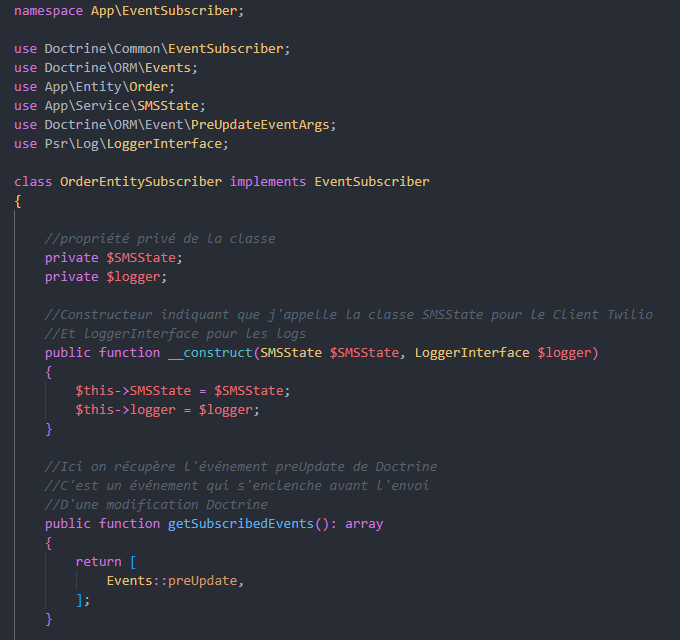 namespace App\EventSubscriber;
use Doctrine\Common\EventSubscriber;
use Doctrine\ORM\Events;
use App\Entity\Order;
use App\Service\SMSState;
use Doctrine\ORM\Event\PreUpdateEventArgs;
use Psr\Log\LoggerInterface;
class OrderEntitySubscriber implements EventSubscriber
{
//propriété privé de la classe
private $SMSState;
private $logger;
//Constructeur indiquant que j'appelle la classe SMSState pour le Client Twilio
//Et loggerInterface pour les logs
public function __construct(SMSState $SMSState, LoggerInterface $logger)
{
$this->SMSState = $SMSState;
$this->logger = $logger;
}
//Ici on récupère l'événement preUpdate de Doctrine
//C'est un événement qui s'enclenche avant l'envoi
//D'une modification Doctrine
public function getSubscribedEvents(): array
{
return [
Events::preUpdate,
];
}